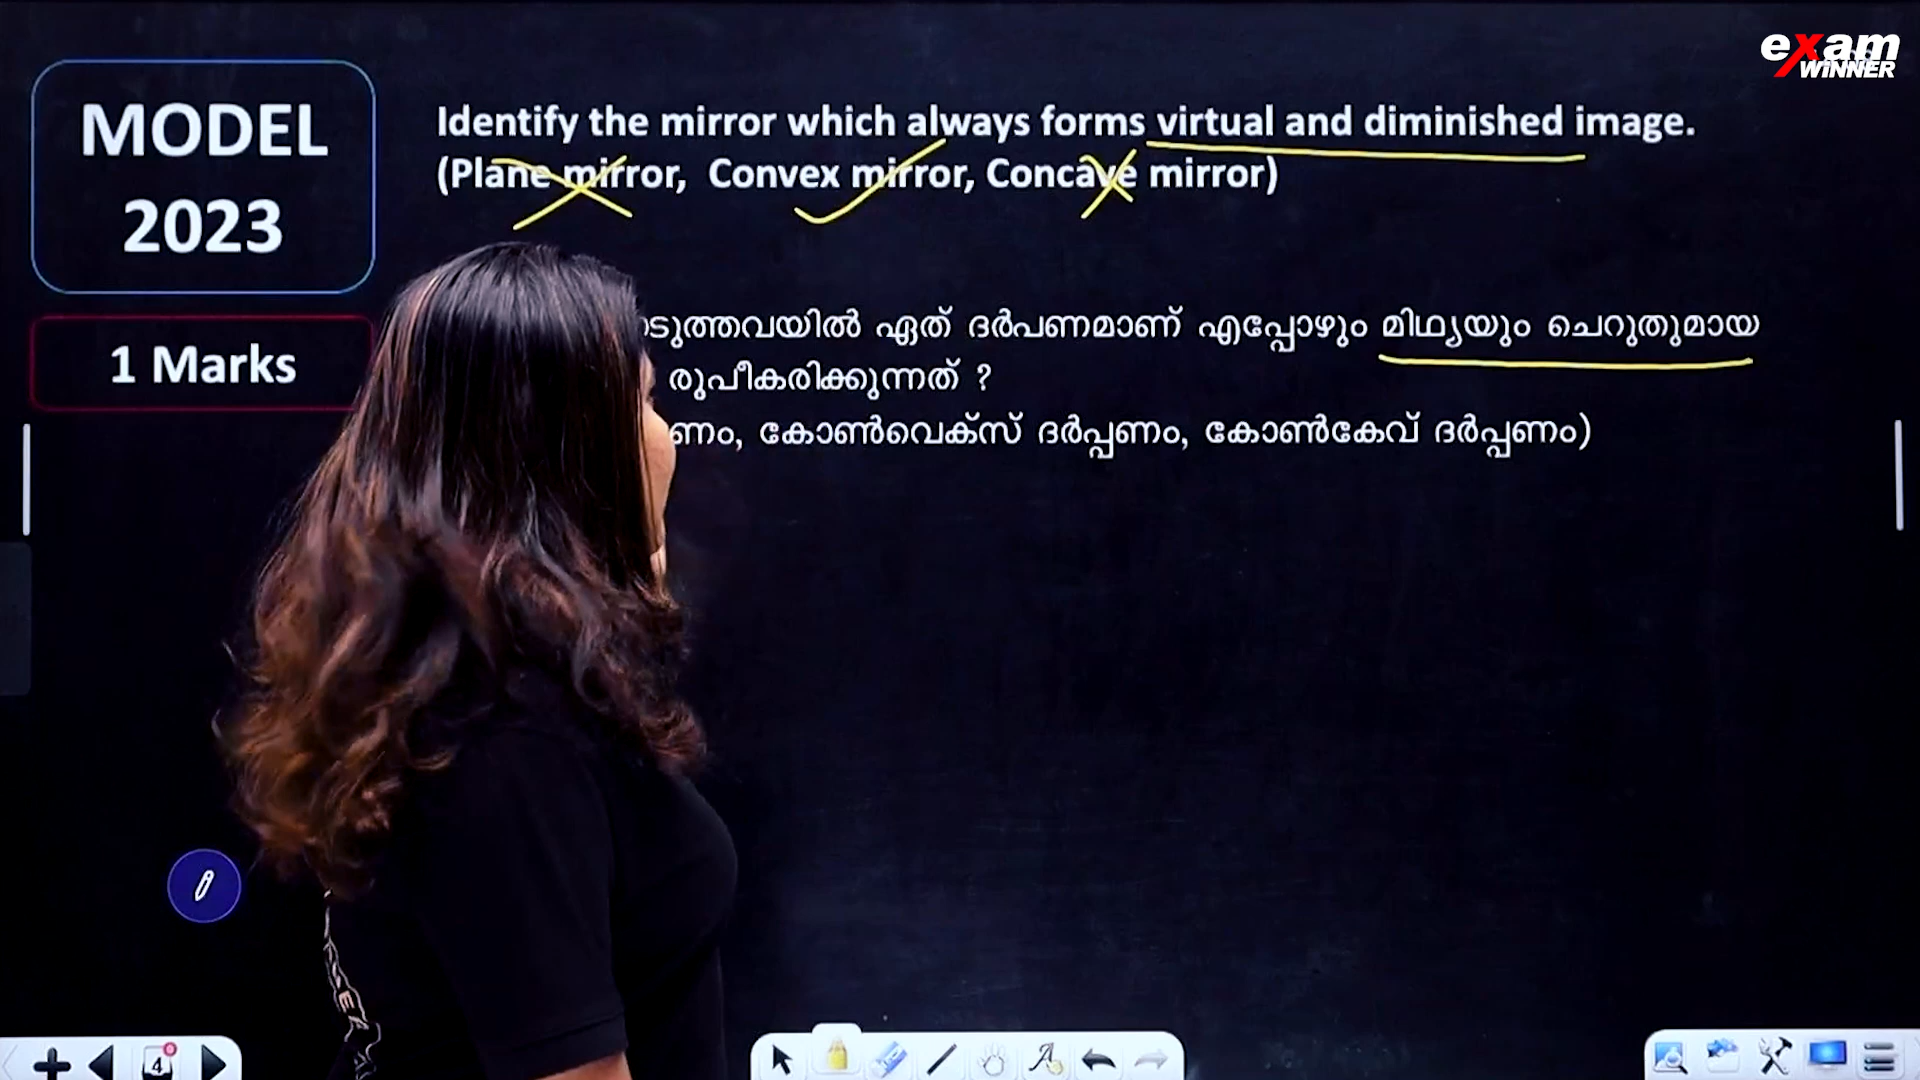 exam
WINNER
MODEL
2023
1 Marks
Identify the mirror which always forms virtual and diminished image.
(Plane mirror, Convex mirror, Concave mirror)
ഏത് ദർപണമാണ് എപ്പോഴും മിഥ്യയും ചെറുതുമായ
രുപീകരിക്കുന്നത് ?
കോൺവെക്സ് ദർപ്പണം, കോൺകേവ് ദർപ്പണം)
4